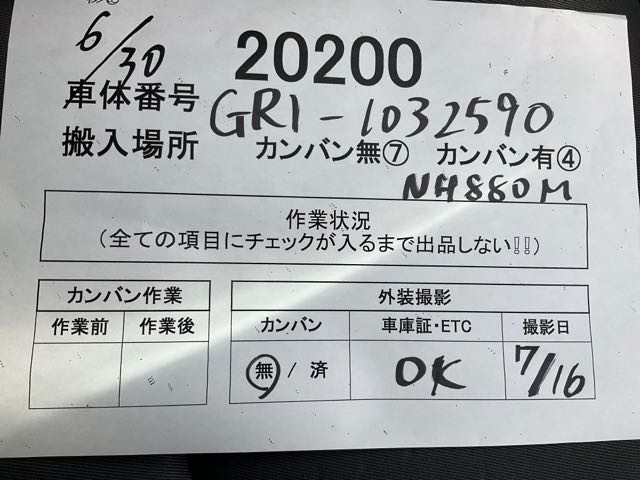 6/30
20200
車体番号 GR1-1032590
搬入場所 カンバン無⑦ カンバン有④
NH880M
作業状況
(全ての項目にチェックが入るまで出品しない!!)
カンバン作業 外装撮影
作業前 作業後 カンバン 車庫証・ETC 撮影日
無 / 済 OK 7/16